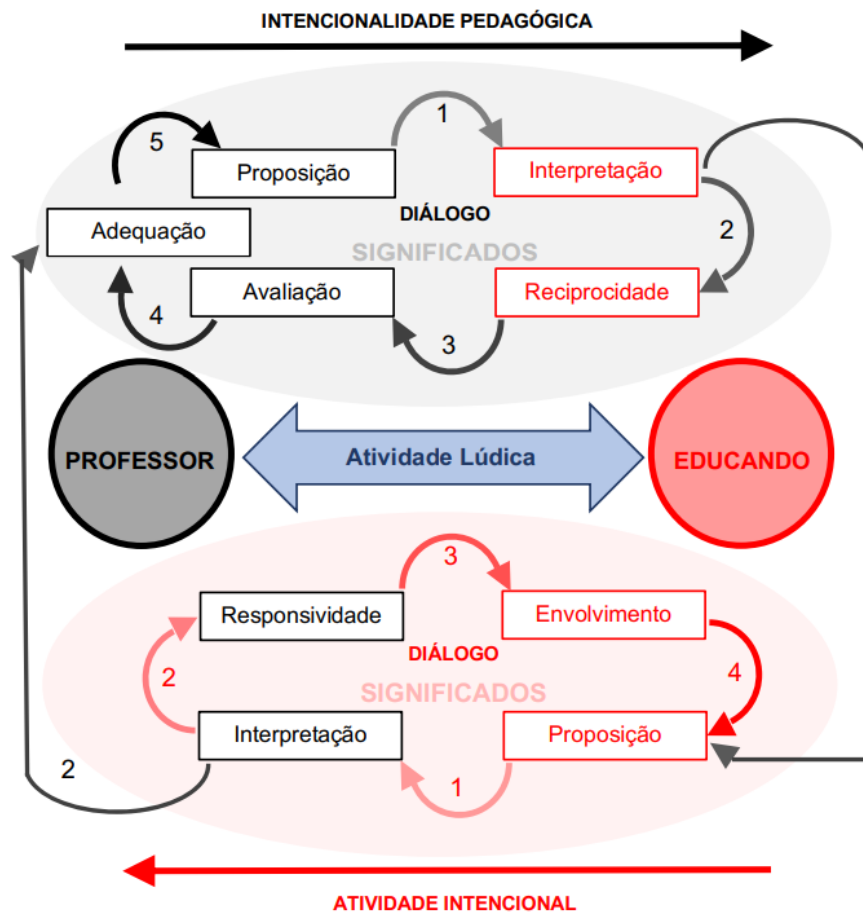 INTENCIONALIDADE PEDAGÓGICA
1
5
Proposição
Interpretação
DIÁLOGO
Adequação
2
SIGNIFICADOS
Avaliação
Reciprocidade
4
3
PROFESSOR
Atividade Lúdica
EDUCANDO
3
Responsividade
Envolvimento
DIÁLOGO
2
4
SIGNIFICADOS
Interpretação
Proposição
2
1
ATIVIDADE INTENCIONAL